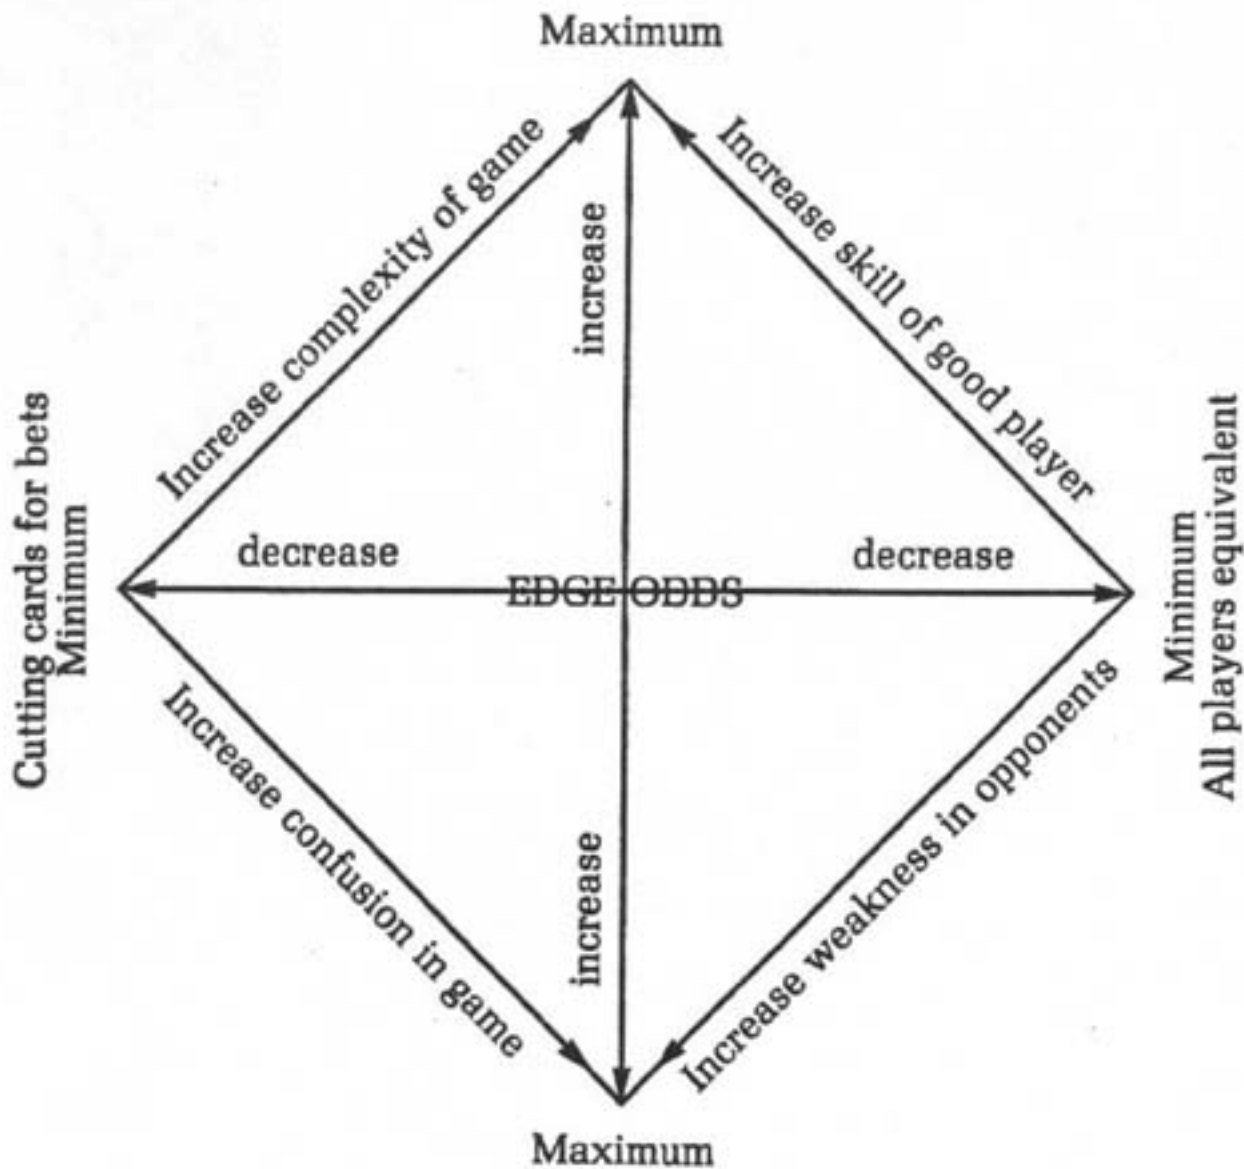 Maximum
Increase complexity of game
Increase skill of good player
increase
Cutting cards for bets
Minimum
decrease
EDGE ODDS
decrease
Minimum
All players equivalent
Increase confusion in game
increase
Increase weakness in opponents
Maximum